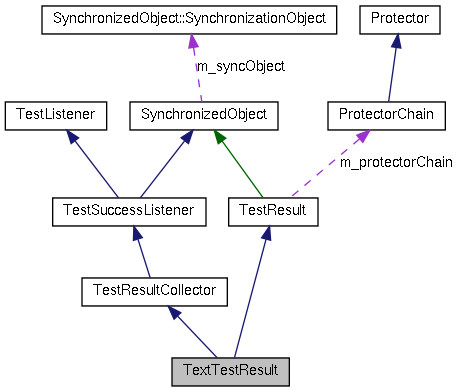 SynchronizedObject::SynchronizationObject
Protector
m_syncObject
TestListener
SynchronizedObject
ProtectorChain
m_protectorChain
TestSuccessListener
TestResult
TestResultCollector
TextTestResult